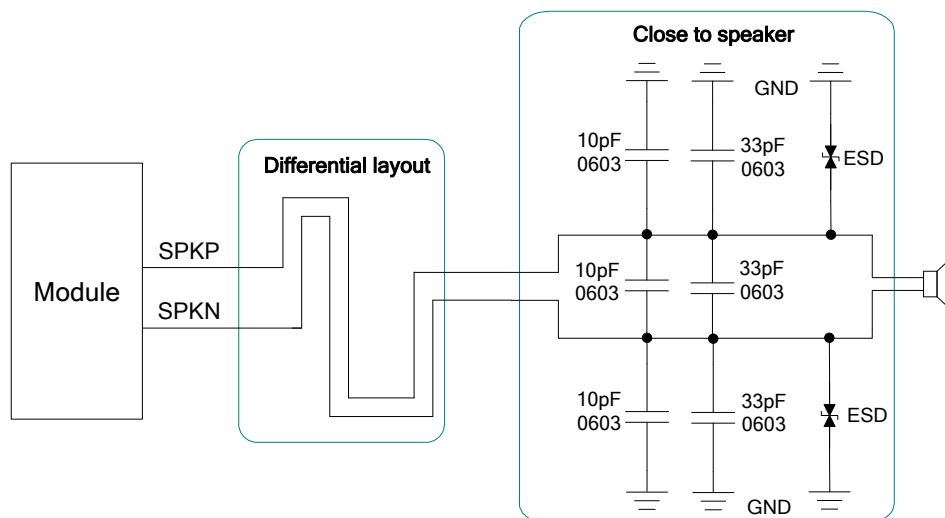 Close to speaker
GND
10pF
0603
33pF
0603
ESD
Differential layout
SPKP
Module
SPKN
10pF
0603
33pF
0603
10pF
0603
33pF
0603
ESD
GND